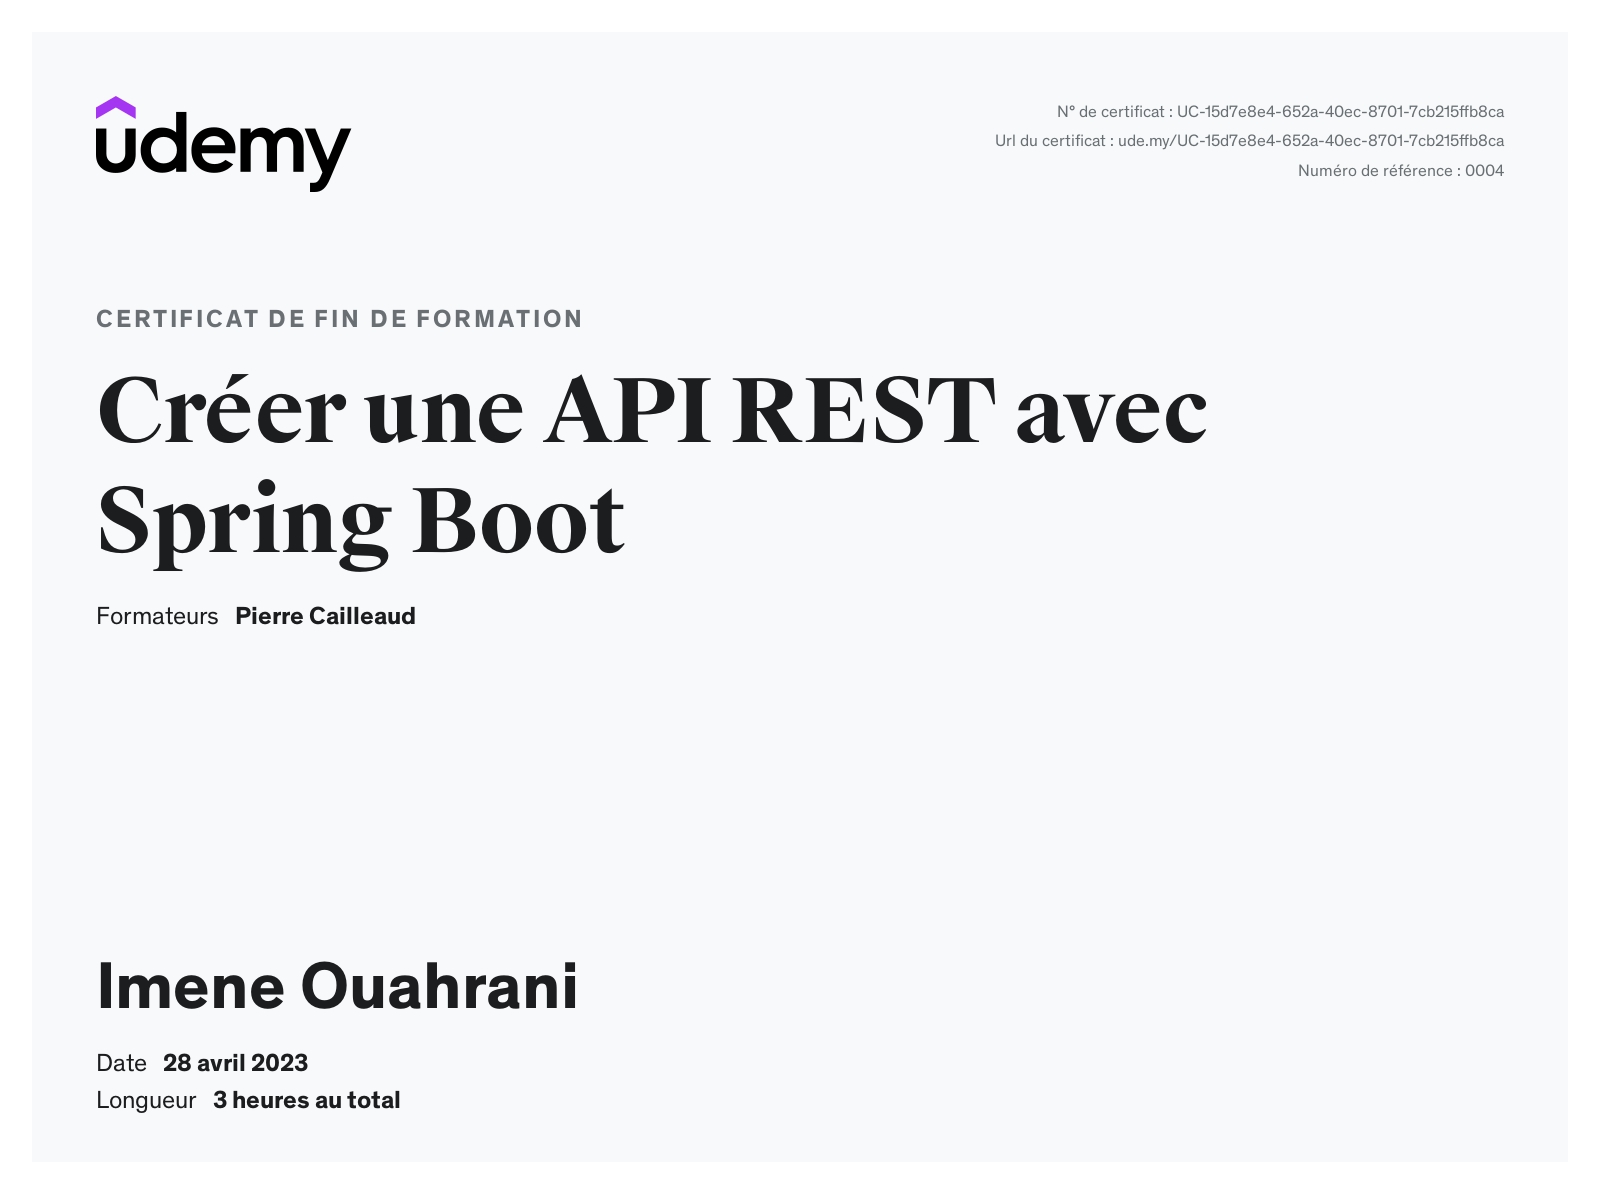 udemy
N° de certificat : UC-15d7e8e4-652a-40ec-8701-7cb215ffb8ca
Url du certificat : ude.my/UC-15d7e8e4-652a-40ec-8701-7cb215ffb8ca
Numéro de référence : 0004
CERTIFICAT DE FIN DE FORMATION
Créer une API REST avec
Spring Boot
Formateurs Pierre Cailleaud
Imene Ouahrani
Date 28 avril 2023
Longueur 3 heures au total